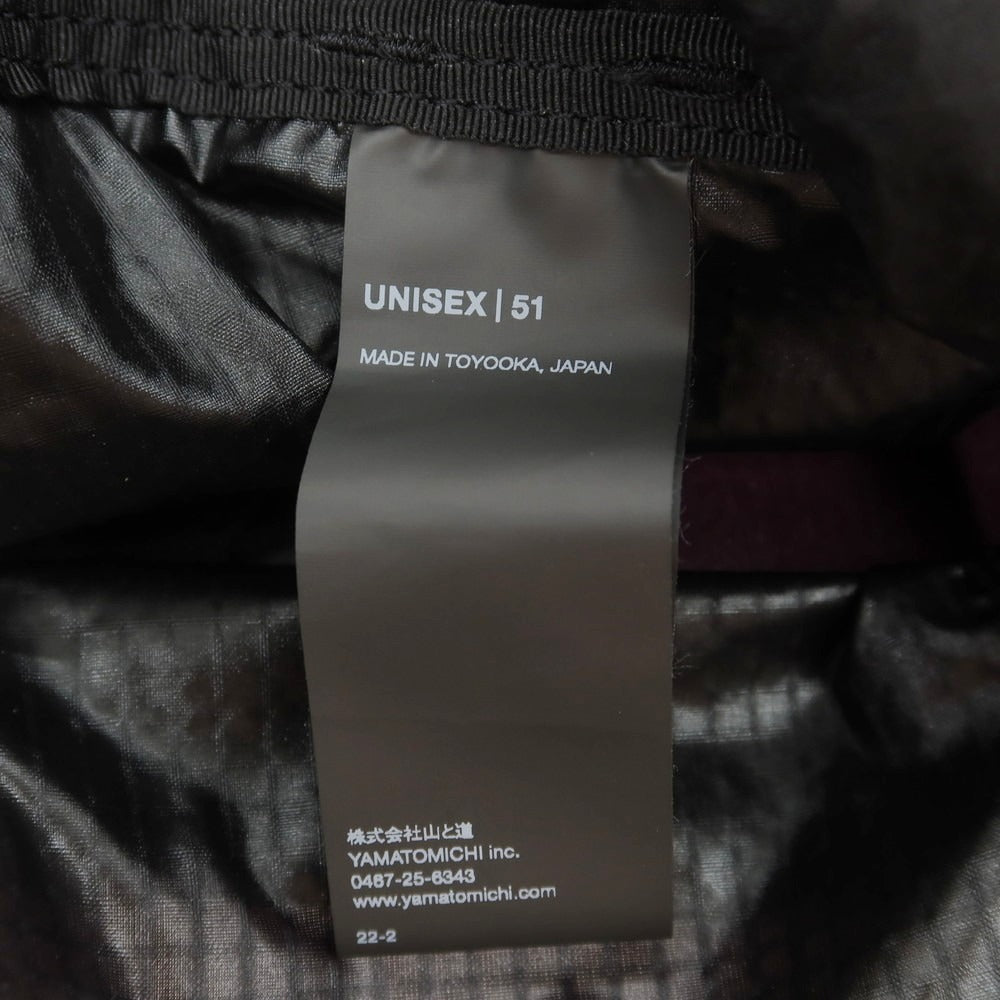 UNISEX | 51
MADE IN TOYOOKA, JAPAN
株式会社山と道
YAMATOMICHI inc.
0467-25-6343
www.yamatomichi.com
22-2